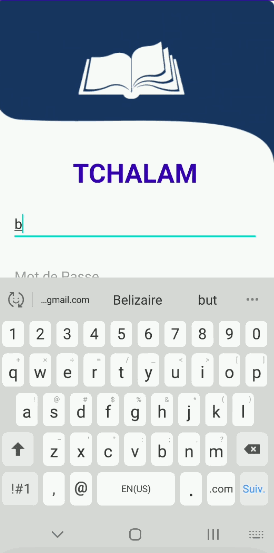 TCHALAM
b
Mot de Passe
...gmail.com Belizaire but ...
1 2 3 4 5 6 7 8 9 0
q w e r t y u i o p
a s d f g h j k l
z x c v b n m
!#1 , @ EN(US) . .com Suiv.